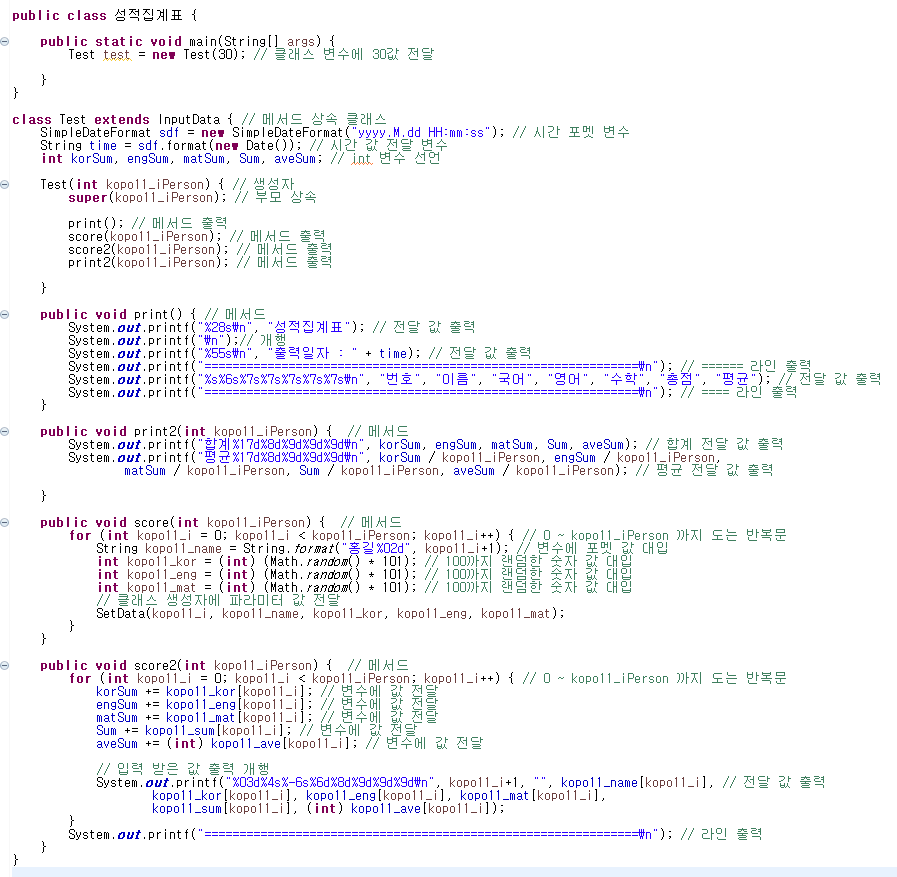 public class 성적집계표 {
public static void main(String[] args) {
Test test = new Test(30); // 클래스 변수에 30값 전달
}
}
class Test extends InputData { // 메서드 상속 클래스
SimpleDateFormat sdf = new SimpleDateFormat("yyyy.M.dd HH:mm:ss"); // 시간 포멧 변수
String time = sdf.format(new Date()); // 시간 값 전달 변수
int korSum, engSum, matSum, Sum, aveSum; // int 변수 선언
Test(int kopo11_iPerson) { // 생성자
super(kopo11_iPerson); // 부모 상속
print(); // 메서드 출력
score(kopo11_iPerson); // 메서드 출력
score2(kopo11_iPerson); // 메서드 출력
print2(kopo11_iPerson); // 메서드 출력
}
public void print() { // 메서드
System.out.printf("%28s₩n", "성적집계표"); // 전달 값 출력
System.out.printf("₩n");// 개행
System.out.printf("%55s₩n", "출력일자 : " + time); // 전달 값 출력
System.out.printf("==============================================================₩n"); // ====== 라인 출력
System.out.printf("%s%6s%7s%7s%7s%7s%7s₩n", "번호", "이름", "국어", "영어", "수학", "총점", "평균"); // 전달 값 출력
System.out.printf("==============================================================₩n"); // ==== 라인 출력
}
public void print2(int kopo11_iPerson) {  // 메서드
System.out.printf("합계%17d%8d%9d%9d%9d₩n", korSum, engSum, matSum, Sum, aveSum); // 합계 전달 값 출력
System.out.printf("평균%17d%8d%9d%9d%9d₩n", korSum / kopo11_iPerson, engSum / kopo11_iPerson,
matSum / kopo11_iPerson, Sum / kopo11_iPerson, aveSum / kopo11_iPerson); // 평균 전달 값 출력
}
public void score(int kopo11_iPerson) {  // 메서드
for (int kopo11_i = 0; kopo11_i < kopo11_iPerson; kopo11_i++) { // 0 ~ kopo11_iPerson 까지 도는 반복문
String kopo11_name = String.format("홍길%02d", kopo11_i+1); // 변수에 포멧 값 대입
int kopo11_kor = (int) (Math.random() * 101); // 100까지 랜덤한 숫자 값 대입
int kopo11_eng = (int) (Math.random() * 101); // 100까지 랜덤한 숫자 값 대입
int kopo11_mat = (int) (Math.random() * 101); // 100까지 랜덤한 숫자 값 대입
// 클래스 생성자에 파라미터 값 전달
SetData(kopo11_i, kopo11_name, kopo11_kor, kopo11_eng, kopo11_mat);
}
}
public void score2(int kopo11_iPerson) {  // 메서드
for (int kopo11_i = 0; kopo11_i < kopo11_iPerson; kopo11_i++) { // 0 ~ kopo11_iPerson 까지 도는 반복문
korSum += kopo11_kor[kopo11_i]; // 변수에 값 전달
engSum += kopo11_eng[kopo11_i]; // 변수에 값 전달
matSum += kopo11_mat[kopo11_i]; // 변수에 값 전달
Sum += kopo11_sum[kopo11_i]; // 변수에 값 전달
aveSum += (int) kopo11_ave[kopo11_i]; // 변수에 값 전달
// 입력 받은 값 출력 개행
System.out.printf("%03d%4s%-6s%6d%8d%9d%9d%9d₩n", kopo11_i+1, "", kopo11_name[kopo11_i], // 전달 값 출력
kopo11_kor[kopo11_i], kopo11_eng[kopo11_i], kopo11_mat[kopo11_i],
kopo11_sum[kopo11_i], (int) kopo11_ave[kopo11_i]);
}
System.out.printf("==============================================================₩n"); // 라인 출력
}
}